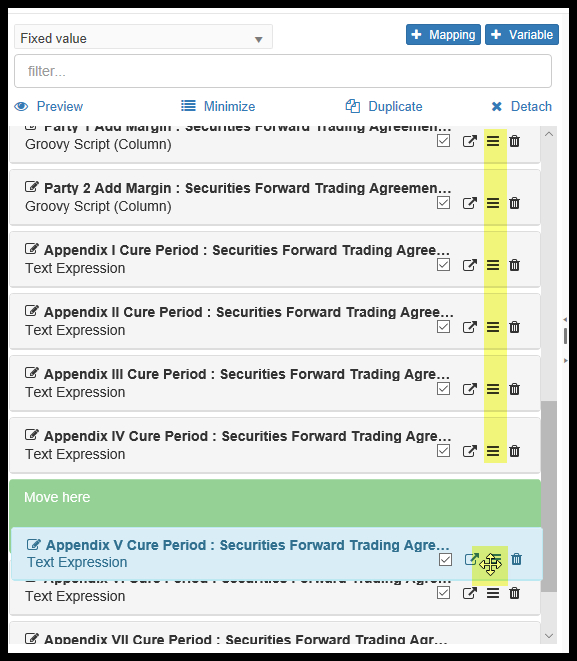 Fixed value
Mapping
Variable
filter...
Preview
Minimize
Duplicate
Detach
Party 1 Add Margin : Securities Forward Trading Agreemen...
Groovy Script (Column)
Party 2 Add Margin : Securities Forward Trading Agreemen...
Groovy Script (Column)
Appendix I Cure Period : Securities Forward Trading Agree...
Text Expression
Appendix II Cure Period : Securities Forward Trading Agree...
Text Expression
Appendix III Cure Period : Securities Forward Trading Agre...
Text Expression
Appendix IV Cure Period : Securities Forward Trading Agre...
Text Expression
Move here
Appendix V Cure Period : Securities Forward Trading Agre...
Text Expression
Appendix VI Cure Period : Securities Forward Trading Agre...
Text Expression
Appendix VII Cure Period : Securities Forward Trading Agr...